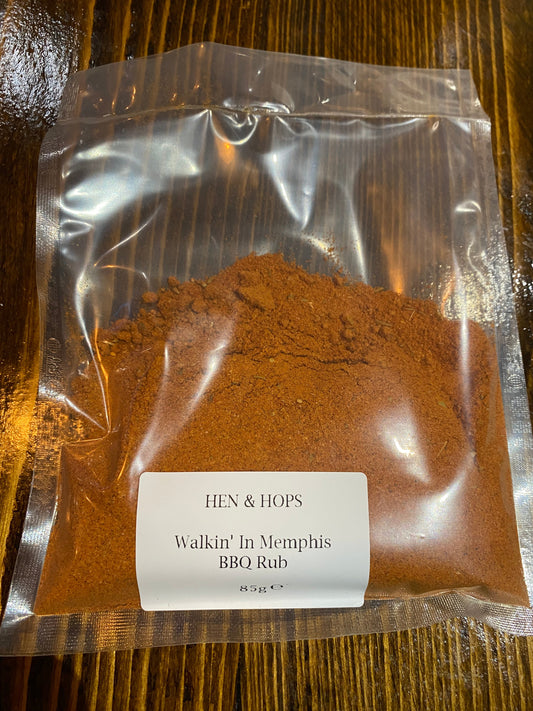 HEN & HOPS
Walkin' In Memphis
BBQ Rub
85g ℮